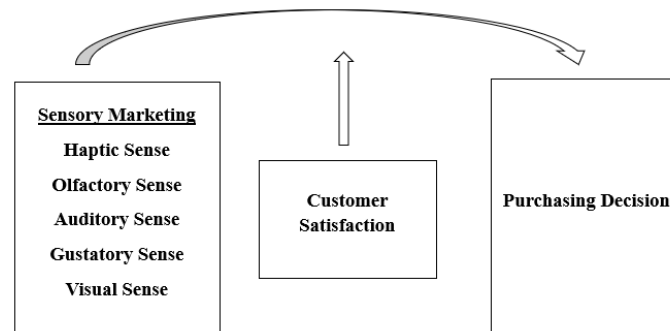 Sensory Marketing
Haptic Sense
Olfactory Sense
Auditory Sense
Gustatory Sense
Visual Sense
Customer
Satisfaction
Purchasing Decision